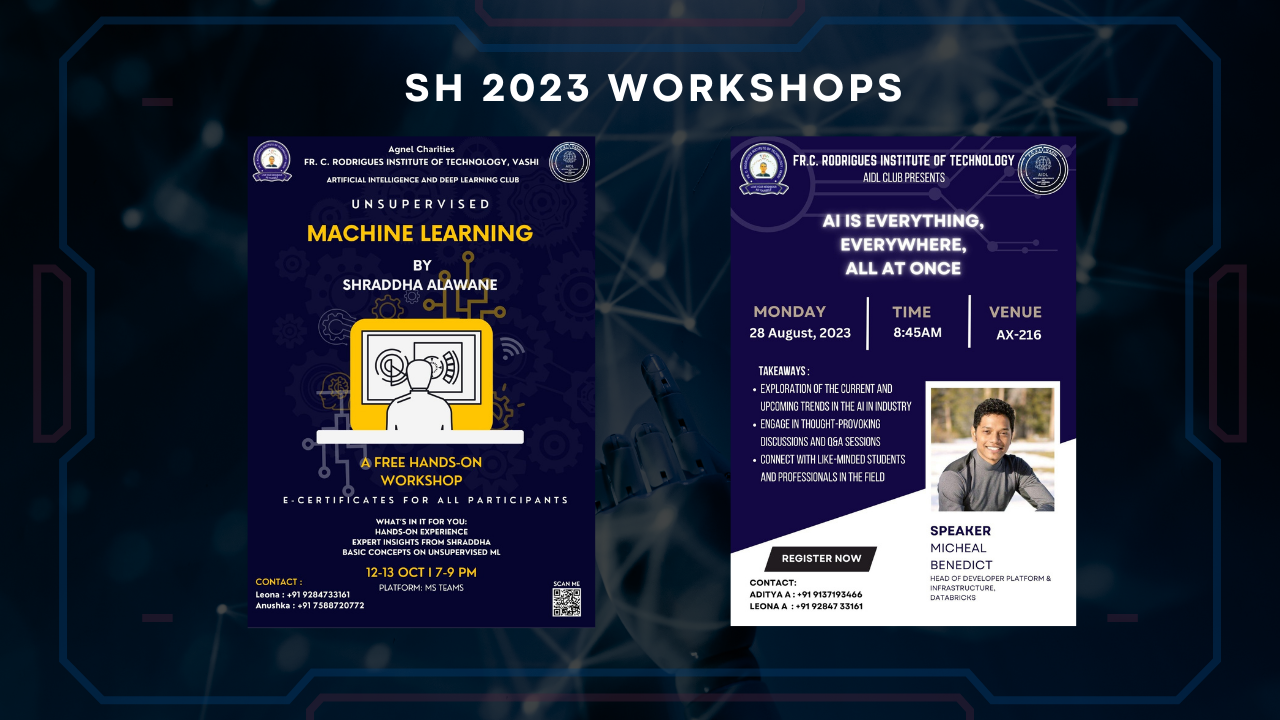 SH 2023 WORKSHOPS
Agnel Charities
FR. C. RODRIGUES INSTITUTE OF TECHNOLOGY, VASHI
ARTIFICIAL INTELLIGENCE AND DEEP LEARNING CLUB
UNSUPERVISED
MACHINE LEARNING
BY
SHRADDHA ALAWANE
A FREE HANDS-ON
WORKSHOP
E-CERTIFICATES FOR ALL PARTICIPANTS
WHAT'S IN IT FOR YOU:
HANDS-ON EXPERIENCE
EXPERT INSIGHTS FROM SHRADDHA
BASIC CONCEPTS ON UNSUPERVISED ML
12-13 OCT I 7-9 PM
PLATFORM: MS TEAMS
CONTACT :
Leona : +91 9284733161
Anushka : +91 7588720772
SCAN ME
FR.C. RODRIGUES INSTITUTE OF TECHNOLOGY
AIDL CLUB PRESENTS
AI IS EVERYTHING,
EVERYWHERE,
ALL AT ONCE
MONDAY
28 August, 2023
TIME
8:45AM
VENUE
AX-216
TAKEAWAYS :
• EXPLORATION OF THE CURRENT AND
UPCOMING TRENDS IN THE AI IN INDUSTRY
• ENGAGE IN THOUGHT-PROVOKING
DISCUSSIONS AND Q&A SESSIONS
• CONNECT WITH LIKE-MINDED STUDENTS
AND PROFESSIONALS IN THE FIELD
SPEAKER
MICHEAL
BENEDICT
HEAD OF DEVELOPER PLATFORM &
INFRASTRUCTURE,
DATABRICKS
REGISTER NOW
CONTACT:
ADITYA A : +91 9137193466
LEONA A : +91 92847 33161